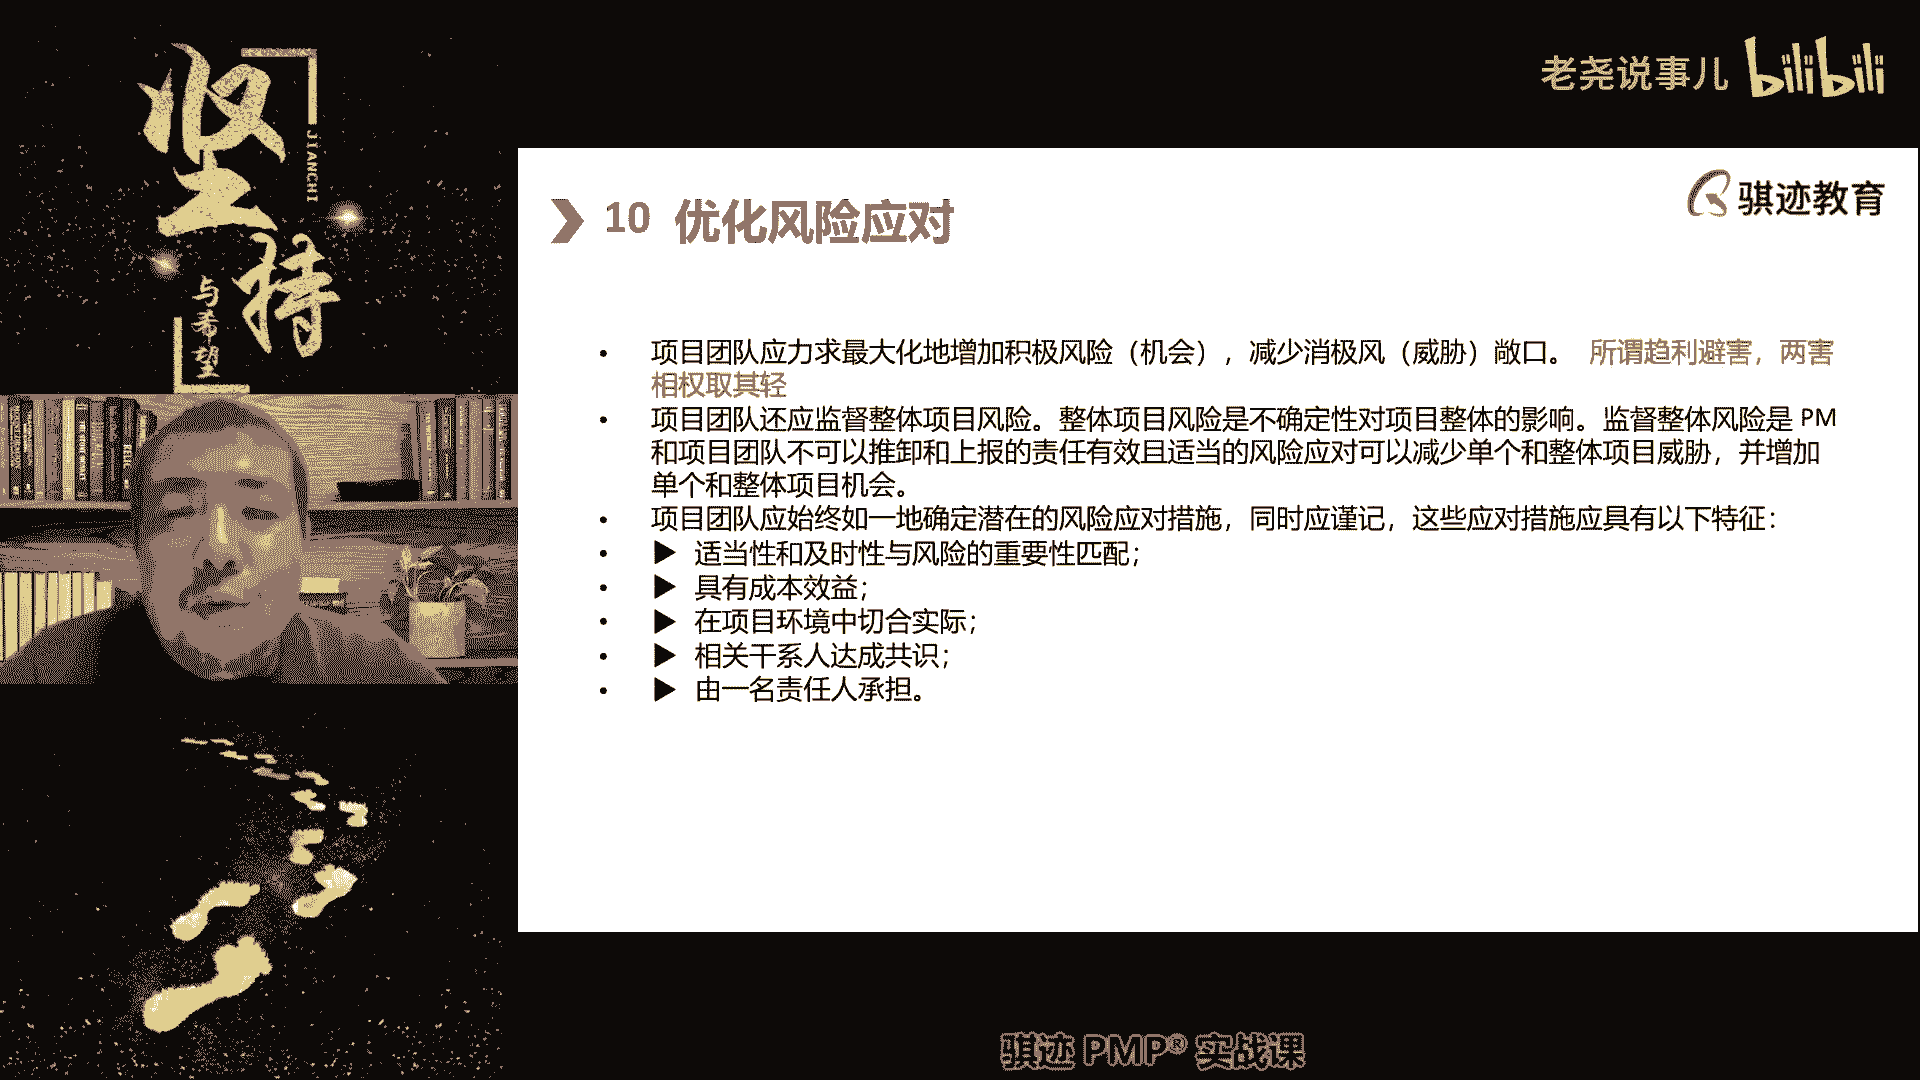 坚持
JIANCHI
与希望
老尧说事儿 bilibili
骐迹教育
10 优化风险应对
• 项目团队应力求最大化地增加积极风险（机会），减少消极风（威胁）敞口。 所谓趋利避害，两害
相权取其轻
• 项目团队还应监督整体项目风险。整体项目风险是不确定性对项目整体的影响。监督整体风险是 PM
和项目团队不可以推卸和上报的责任有效且适当的风险应对可以减少单个和整体项目威胁，并增加
单个和整体项目机会。
• 项目团队应始终如一地确定潜在的风险应对措施，同时应谨记，这些应对措施应具有以下特征：
• ▶ 适当性和及时性与风险的重要性匹配；
• ▶ 具有成本效益；
• ▶ 在项目环境中切合实际；
• ▶ 相关干系人达成共识；
• ▶ 由一名责任人承担。
骐迹 PMP® 实战课